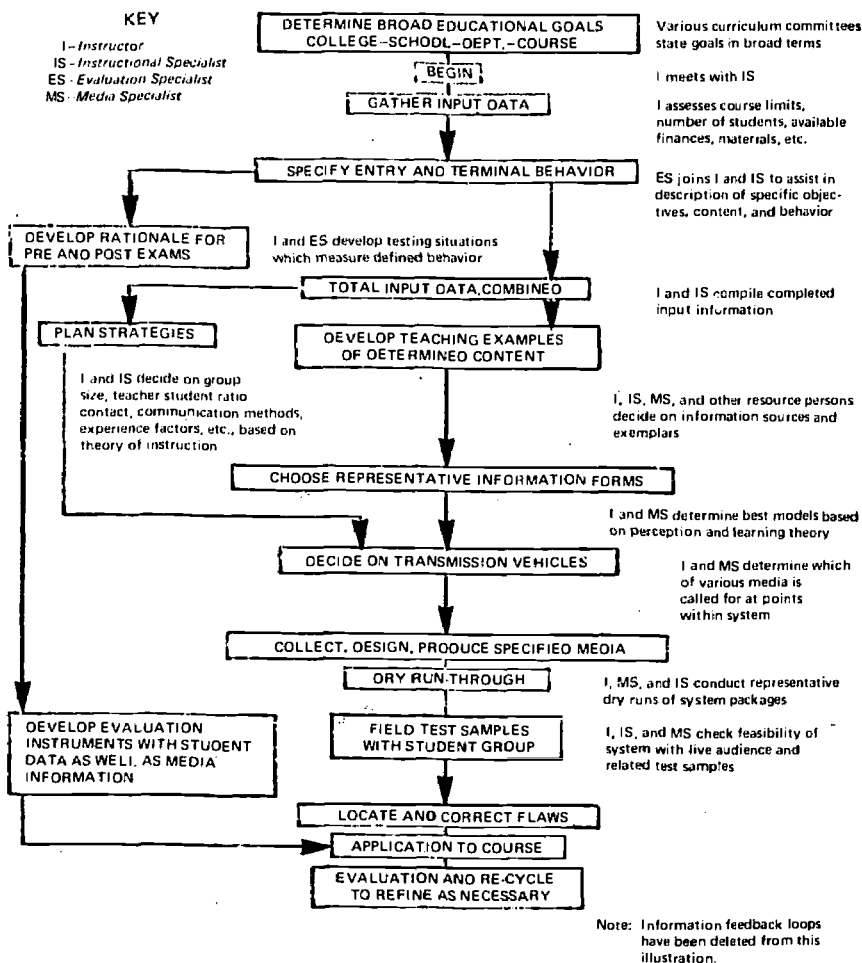 KEY
I - Instructor
IS - Instructional Specialist
ES - Evaluation Specialist
MS - Media Specialist
DETERMINE BROAD EDUCATIONAL GOALS
COLLEGE-SCHOOL-DEPT.-COURSE
Various curriculum committees
state goals in broad terms
BEGIN
I meets with IS
GATHER INPUT DATA
I assesses course limits,
number of students, available
finances, materials, etc.
SPECIFY ENTRY AND TERMINAL BEHAVIOR
ES joins I and IS to assist in
description of specific objec-
tives, content, and behavior
DEVELOP RATIONALE FOR
PRE AND POST EXAMS
I and ES develop testing situations
which measure defined behavior
TOTAL INPUT DATA, COMBINED
I and IS compile completed
input information
PLAN STRATEGIES
DEVELOP TEACHING EXAMPLES
OF DETERMINED CONTENT
I and IS decide on group
size, teacher student ratio
contact, communication methods,
experience factors, etc., based on
theory of instruction
I, IS, MS, and other resource persons
decide on information sources and
exemplars
CHOOSE REPRESENTATIVE INFORMATION FORMS
I and MS determine best models based
on perception and learning theory
DECIDE ON TRANSMISSION VEHICLES
I and MS determine which
of various media is
called for at points
within system
COLLECT, DESIGN, PRODUCE SPECIFIED MEDIA
DRY RUN-THROUGH
I, MS, and IS conduct representative
dry runs of system packages
DEVELOP EVALUATION
INSTRUMENTS WITH STUDENT
DATA AS WELL AS MEDIA
INFORMATION
FIELD TEST SAMPLES
WITH STUDENT GROUP
I, IS, and MS check feasibility of
system with live audience and
related test samples
LOCATE AND CORRECT FLAWS
APPLICATION TO COURSE
EVALUATION AND RE-CYCLE
TO REFINE AS NECESSARY
Note: Information feedback loops
have been deleted from this
illustration.